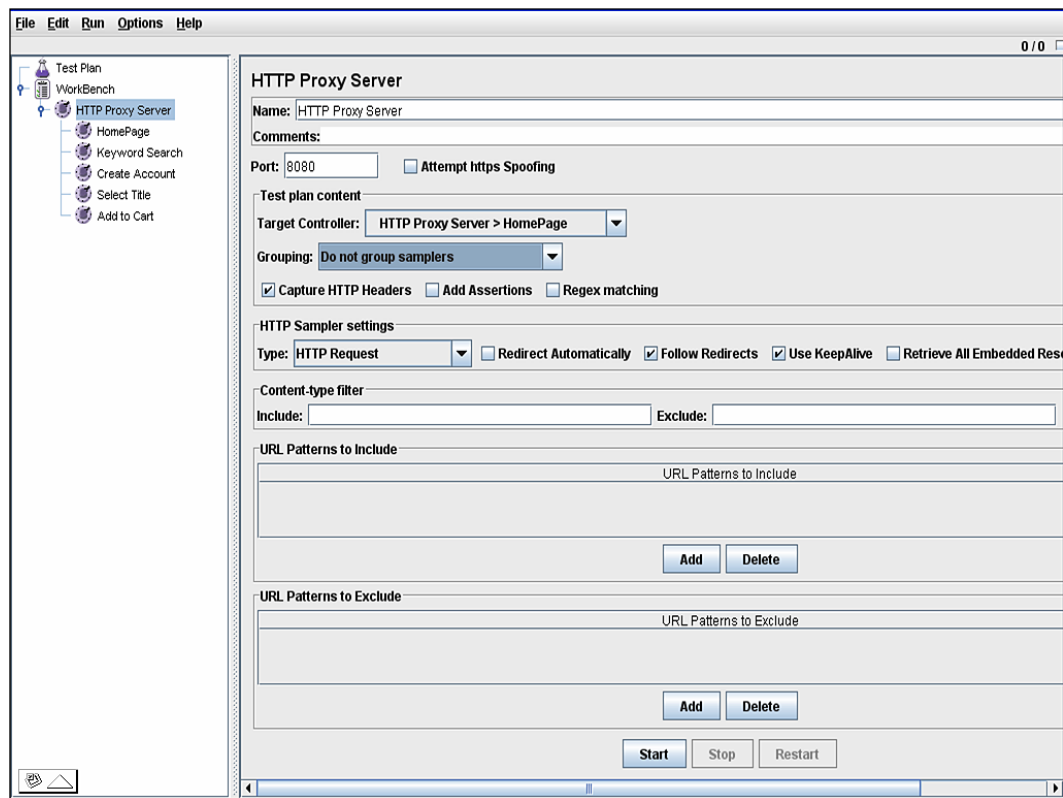 File Edit Run Options Help
0 / 0
Test Plan
WorkBench
HTTP Proxy Server
HomePage
Keyword Search
Create Account
Select Title
Add to Cart
HTTP Proxy Server
Name: HTTP Proxy Server
Comments:
Port: 8080 Attempt https Spoofing
Test plan content
Target Controller: HTTP Proxy Server > HomePage
Grouping: Do not group samplers
Capture HTTP Headers Add Assertions Regex matching
HTTP Sampler settings
Type: HTTP Request Redirect Automatically Follow Redirects Use KeepAlive Retrieve All Embedded Reso
Content-type filter
Include: Exclude:
URL Patterns to Include
URL Patterns to Include
Add Delete
URL Patterns to Exclude
URL Patterns to Exclude
Add Delete
Start Stop Restart